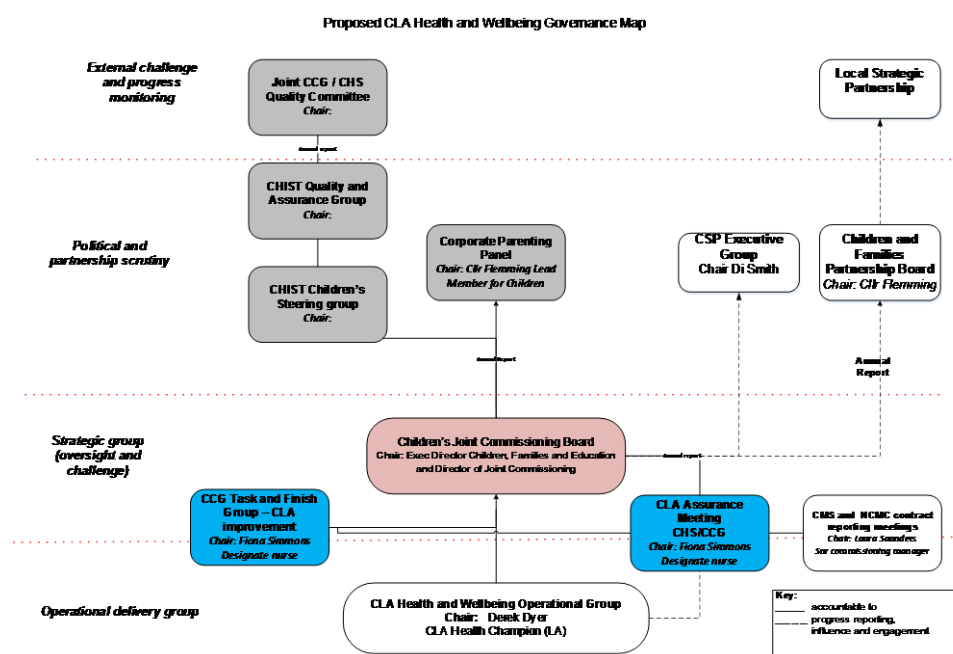 Proposed CLA Health and Wellbeing Governance Map
External challenge
and progress
monitoring
Joint CCG / CHS
Quality Committee
Chair:
Local Strategic
Partnership
Annual report
CHIST Quality and
Assurance Group
Chair:
Political and
partnership scrutiny
Corporate Parenting
Panel
Chair: Cllr Flemming Lead
Member for Children
CSP Executive
Group
Chair Di Smith
Children and
Families
Partnership Board
Chair: Cllr Flemming
CHIST Children's
Steering group
Chair:
Annual Report
Annual
Report
Strategic group
(oversight and
challenge)
Children's Joint Commissioning Board
Chair: Exec Director Children, Families and Education
and Director of Joint Commissioning
Annual report
CCG Task and Finish
Group – CLA
improvement
Chair: Fiona Simmons
Designate nurse
CLA Assurance
Meeting
CHS/CCG
Chair: Fiona Simmons
Designate nurse
CMS and NCMC contract
reporting meetings
Chair: Laura Saunders
Snr commissioning manager
Operational delivery group
CLA Health and Wellbeing Operational Group
Chair: Derek Dyer
CLA Health Champion (LA)
Key:
accountable to
progress reporting,
influence and engagement